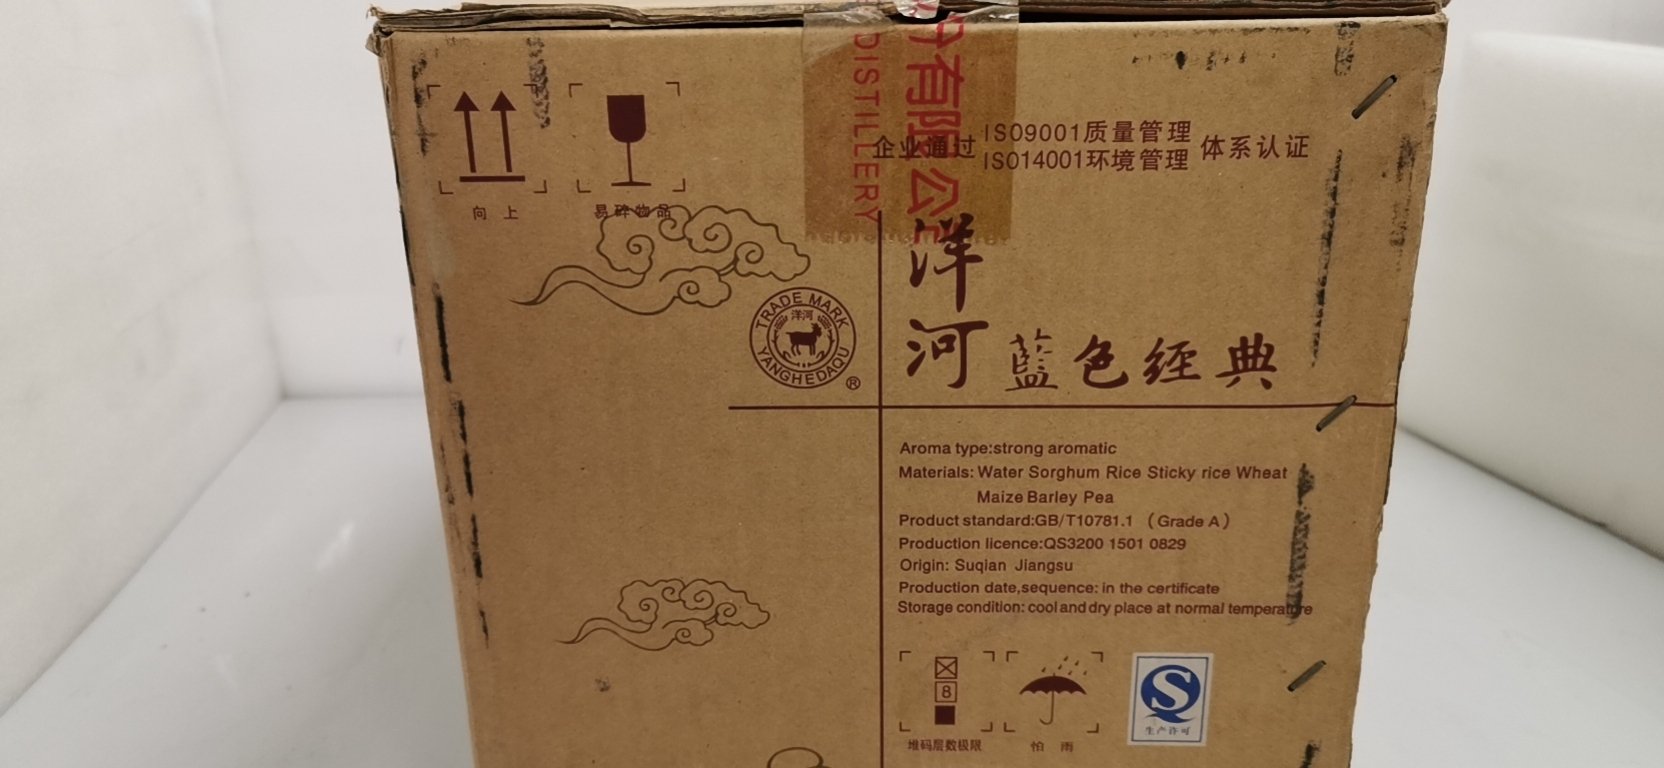 份有限公
DISTILLERY
企业通过 ISO9001质量管理 体系认证
ISO14001环境管理
向上
易碎物品
TRADE MARK
洋河
YANGHEDAQU
®
洋河
藍色经典
Aroma type:strong aromatic
Materials: Water Sorghum Rice Sticky rice Wheat
Maize Barley Pea
Product standard:GB/T10781.1 (Grade A)
Production licence:QS3200 1501 0829
Origin: Suqian Jiangsu
Production date,sequence: in the certificate
Storage condition: cool and dry place at normal temperature
8
堆码层数极限
怕雨
S
生产许可